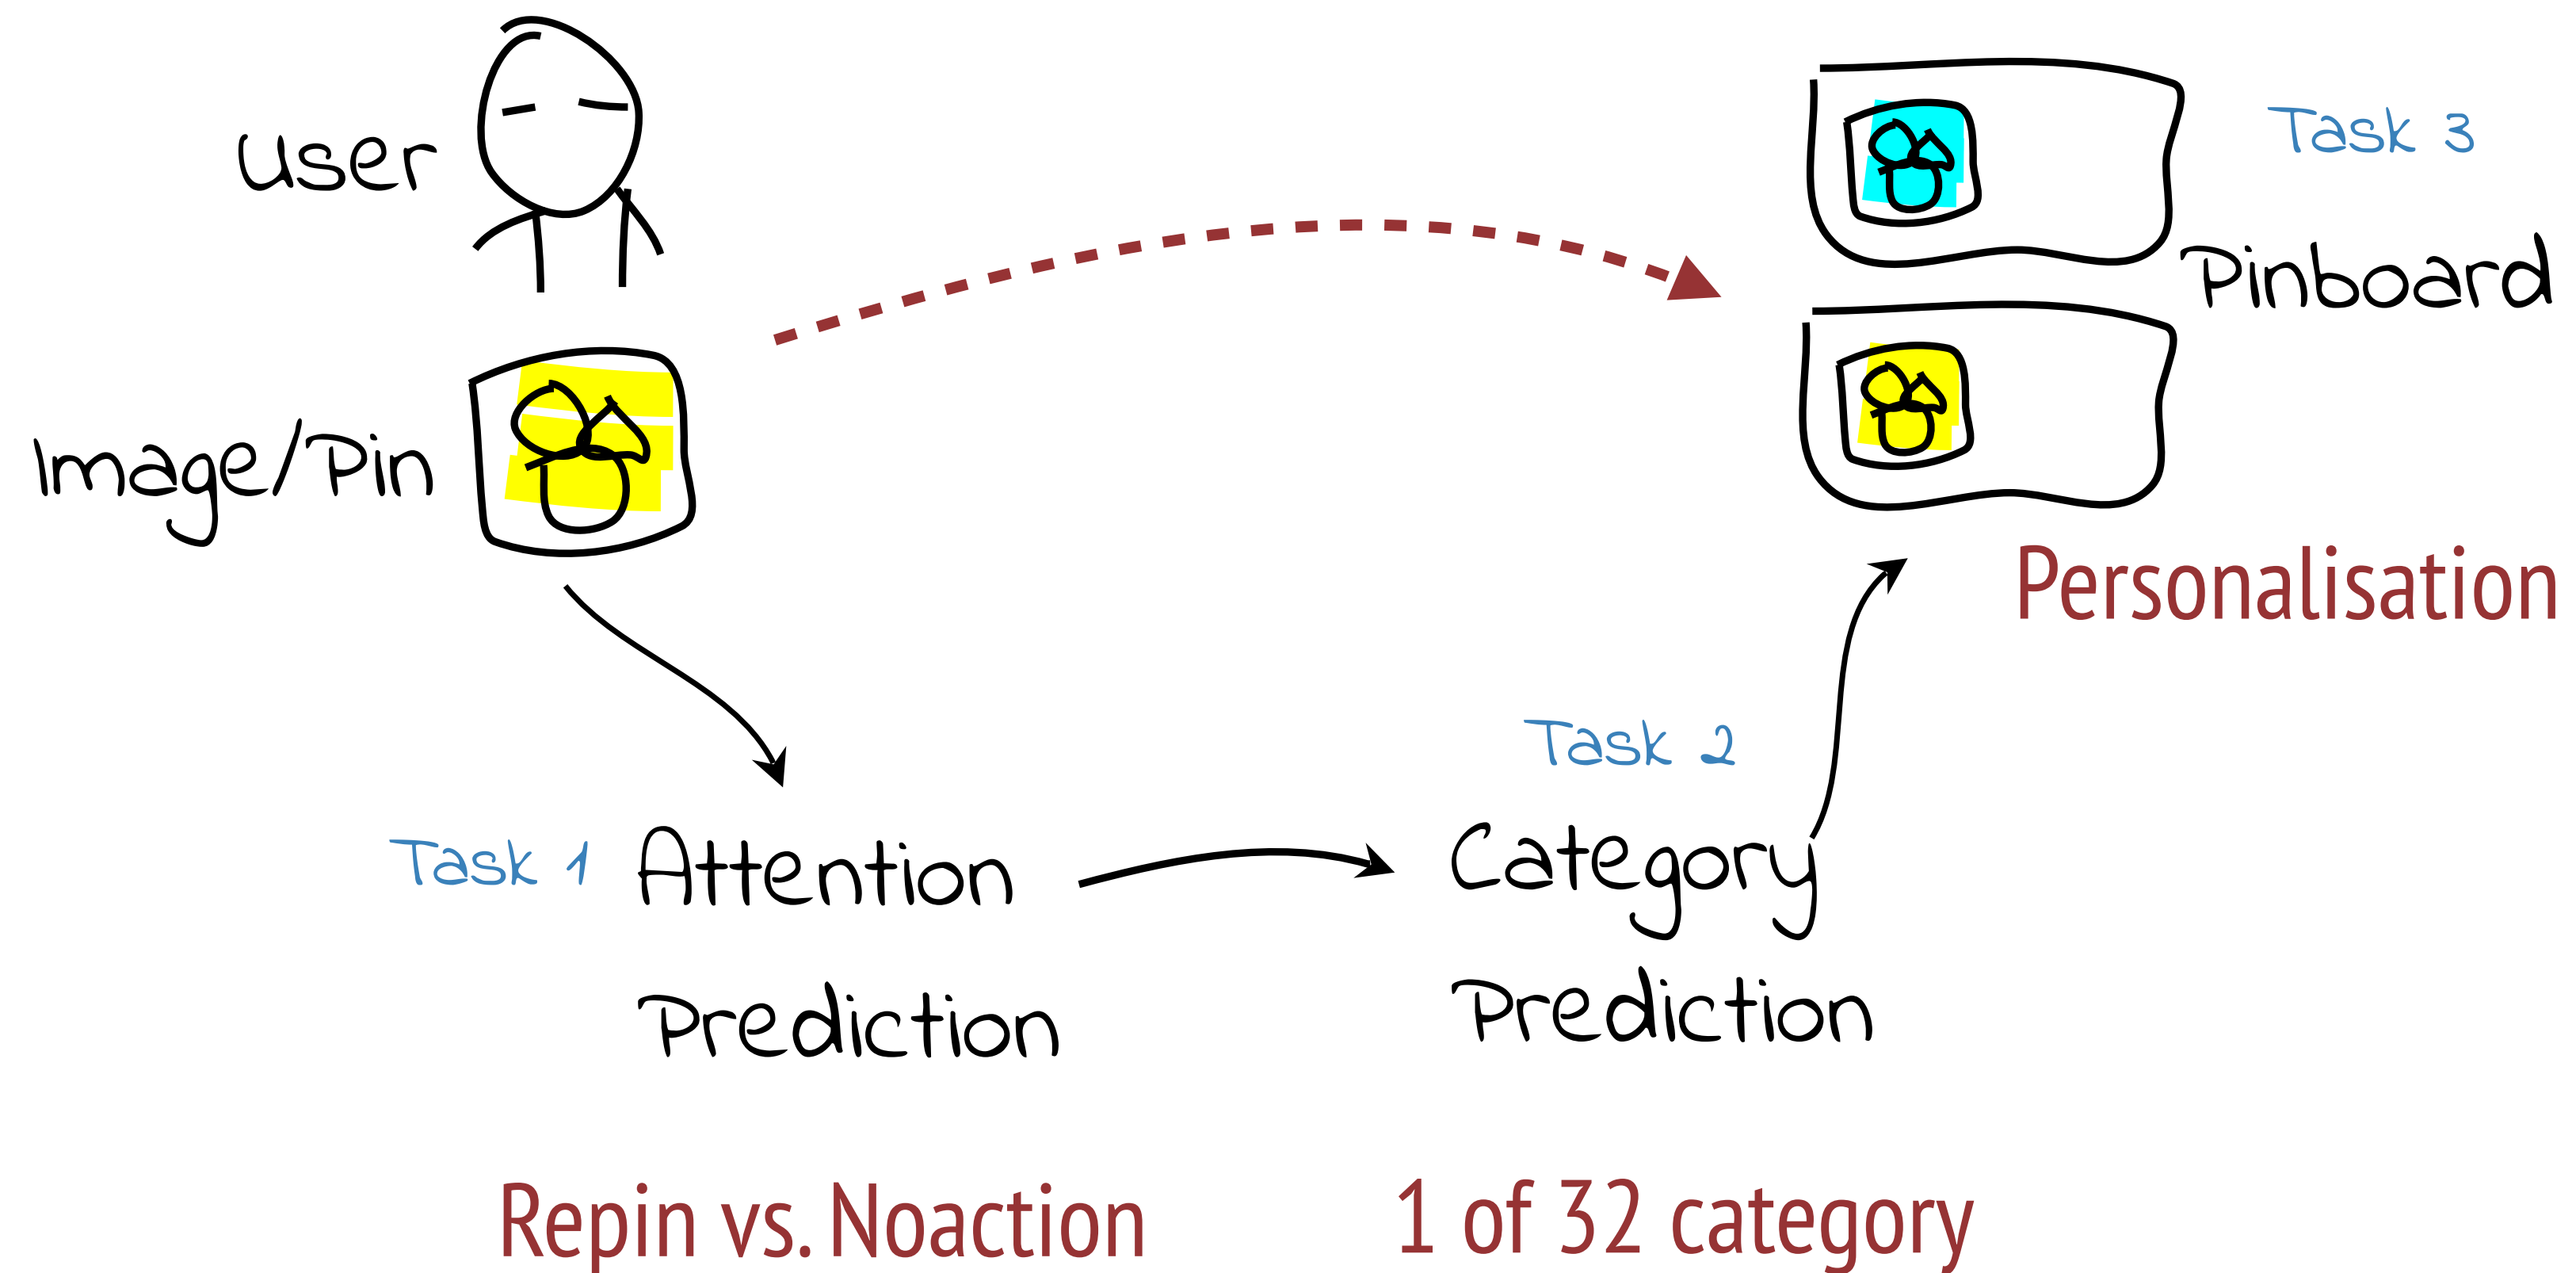 User
Task 3
Pinboard
Image/Pin
Personalisation
Task 2
Task 1
Attention
Prediction
Category
Prediction
Repin vs. Noaction
1 of 32 category